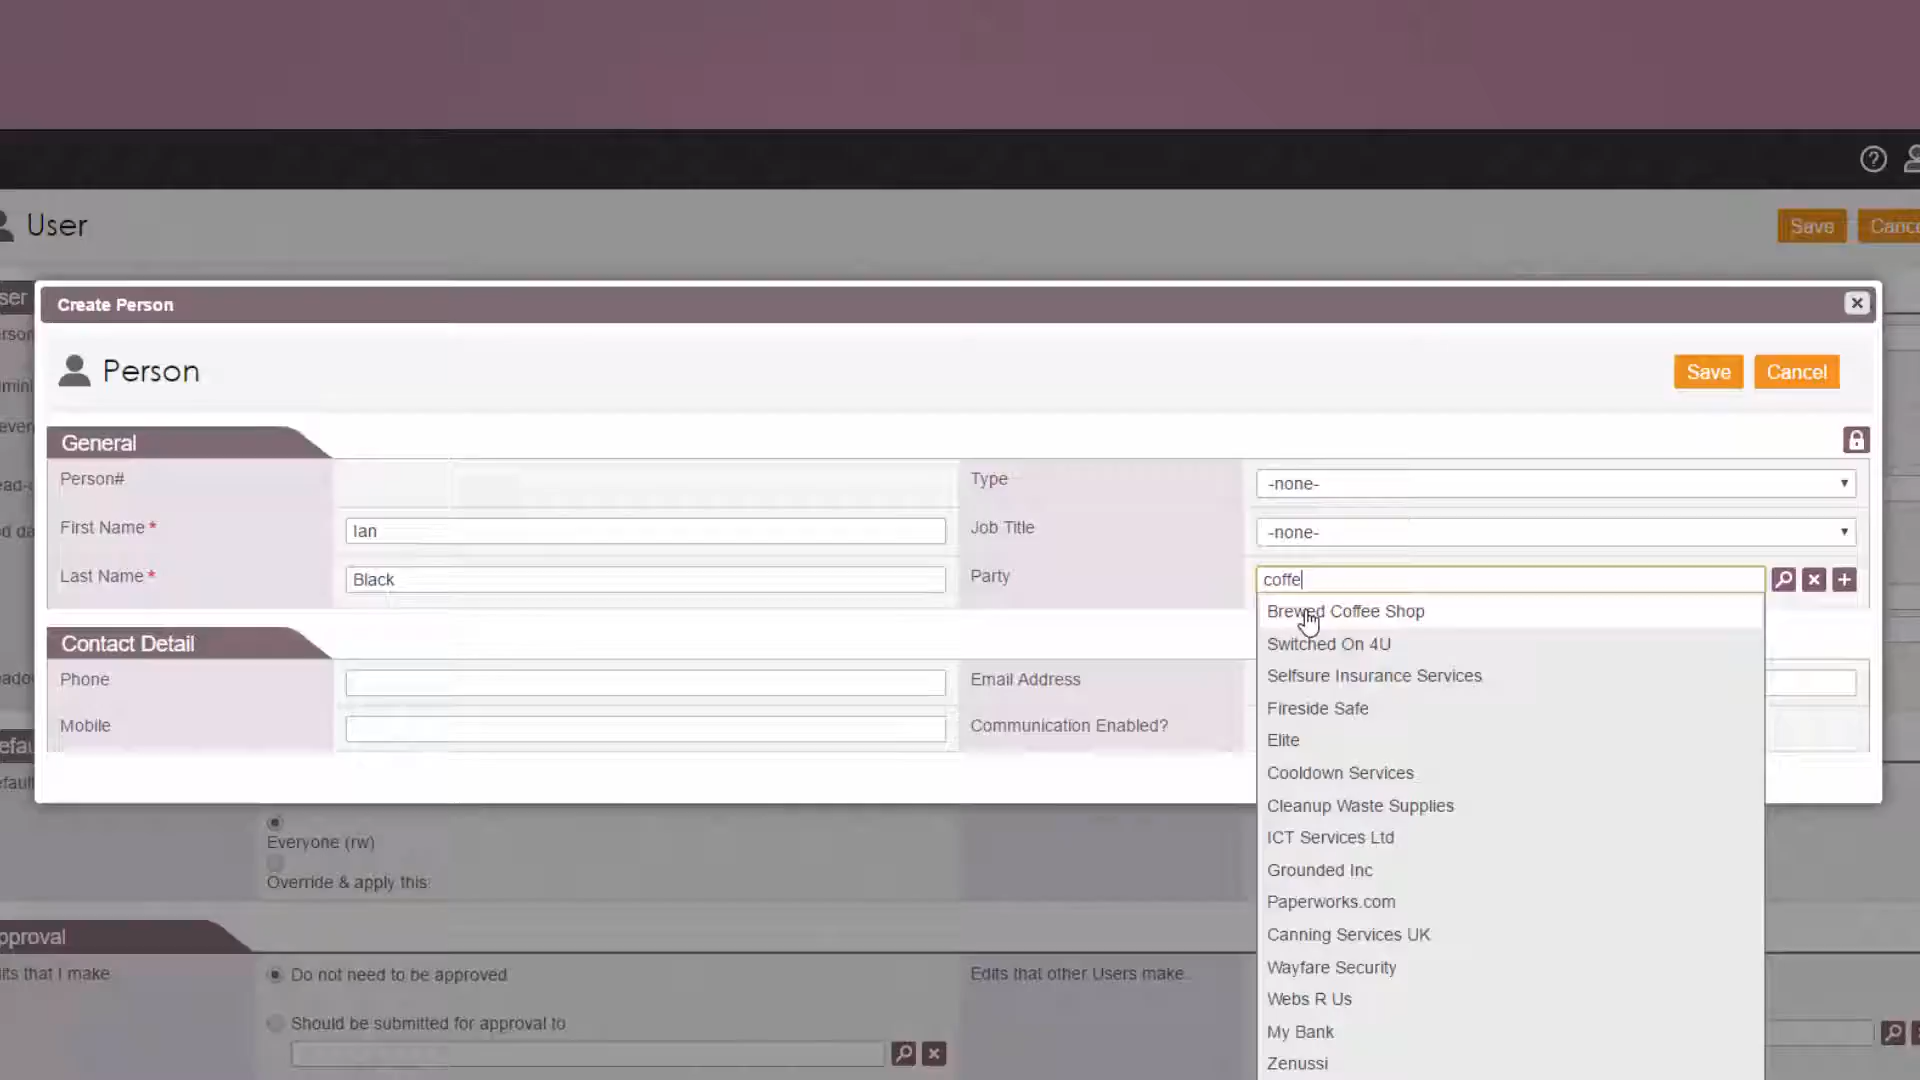 User
Save
Create Person
Person
Save Cancel
General
Person#
Type
-none-
First Name *
Ian
Job Title
-none-
Last Name *
Black
Party
coffe
Brewed Coffee Shop
Switched On 4U
Selfsure Insurance Services
Fireside Safe
Elite
Cooldown Services
Cleanup Waste Supplies
ICT Services Ltd
Grounded Inc
Paperworks.com
Canning Services UK
Wayfare Security
Webs R Us
My Bank
Zenussi
Contact Detail
Phone
Email Address
Mobile
Communication Enabled?
Everyone (rw)
Override & apply this:
pproval
its that I make
Do not need to be approved
Edits that other Users make
Should be submitted for approval to